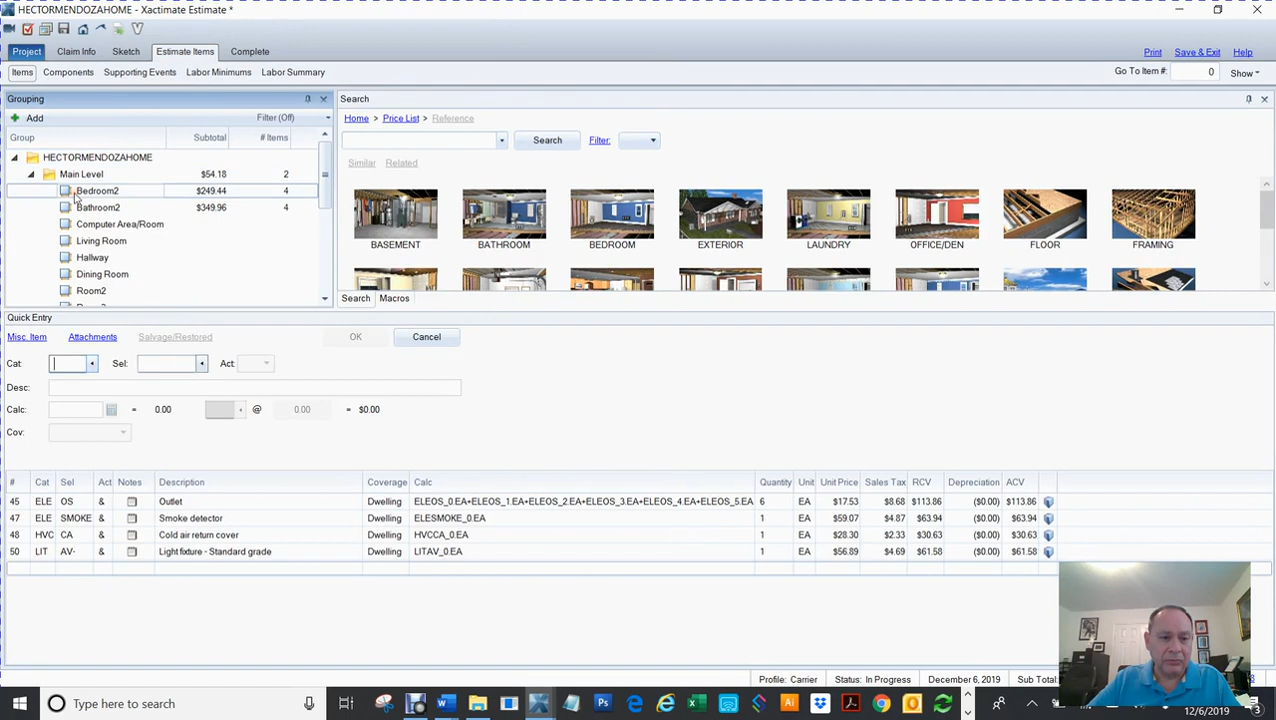 HECTORMENDOZAHOME - Xactimate Estimate *
Project Claim Info Sketch Estimate Items Complete Print Save & Exit Help
Items Components Supporting Events Labor Minimums Labor Summary Go To Item #: 0 Show
Grouping Search
Add Filter (Off) Home > Price List > Reference
Group Subtotal # Items Search Filter:
HECTORMENDOZAHOME Similar Related
Main Level $54.18 2
Bedroom2 $249.44 4
Bathroom2 $349.96 4
Computer Area/Room
Living Room
Hallway
Dining Room
Room2
BASEMENT BATHROOM BEDROOM EXTERIOR LAUNDRY OFFICE/DEN FLOOR FRAMING
Search Macros
Quick Entry
Misc. Item Attachments Salvage/Restored OK Cancel
Cat: Sel: Act:
Desc:
Calc: = 0.00 @ 0.00 = $0.00
Cov:
# Cat Sel Act Notes Description Coverage Calc Quantity Unit Unit Price Sales Tax RCV Depreciation ACV
45 ELE OS & Outlet Dwelling ELEOS_0.EA+ELEOS_1.EA+ELEOS_2.EA+ELEOS_3.EA+ELEOS_4.EA+ELEOS_5.EA 6 EA $17.53 $8.68 $113.86 ($0.00) $113.86
47 ELE SMOKE & Smoke detector Dwelling ELESMOKE_0.EA 1 EA $59.07 $4.87 $63.94 ($0.00) $63.94
48 HVC CA & Cold air return cover Dwelling HVCCA_0.EA 1 EA $28.30 $2.33 $30.63 ($0.00) $30.63
50 LIT AV- & Light fixture - Standard grade Dwelling LITAV_0.EA 1 EA $56.89 $4.69 $61.58 ($0.00) $61.58
Profile: Carrier Status: In Progress December 6, 2019 Sub Total
Type here to search 12/6/2019